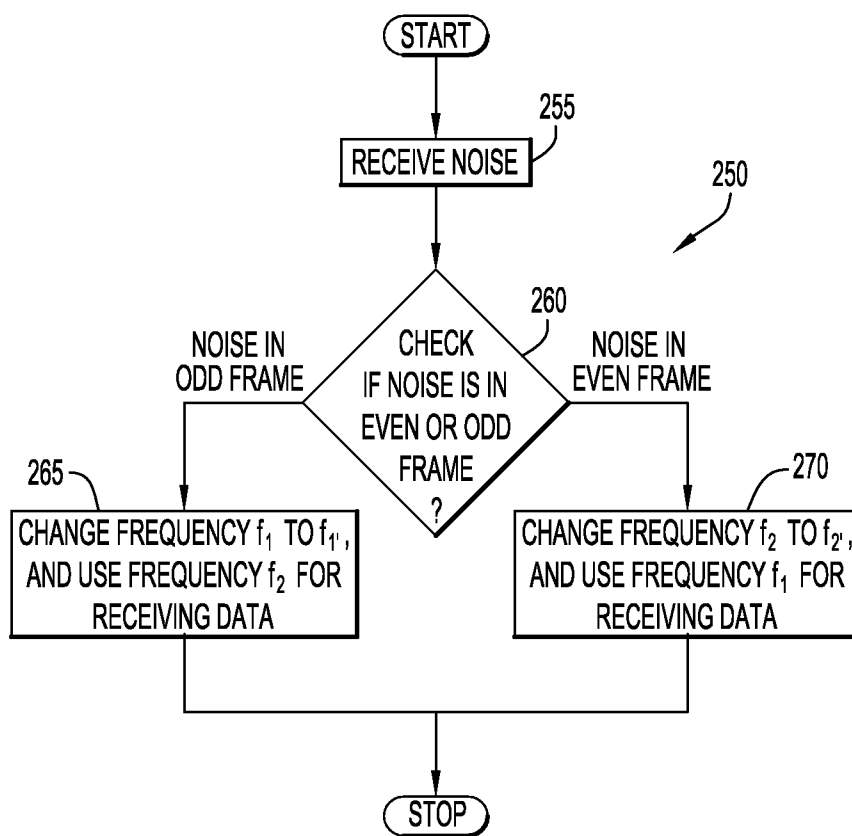 START
255
RECEIVE NOISE
250
260
NOISE IN
ODD FRAME
CHECK
IF NOISE IS IN
EVEN OR ODD
FRAME
?
NOISE IN
EVEN FRAME
265
CHANGE FREQUENCY f1 TO f1',
AND USE FREQUENCY f2 FOR
RECEIVING DATA
270
CHANGE FREQUENCY f2 TO f2',
AND USE FREQUENCY f1 FOR
RECEIVING DATA
STOP